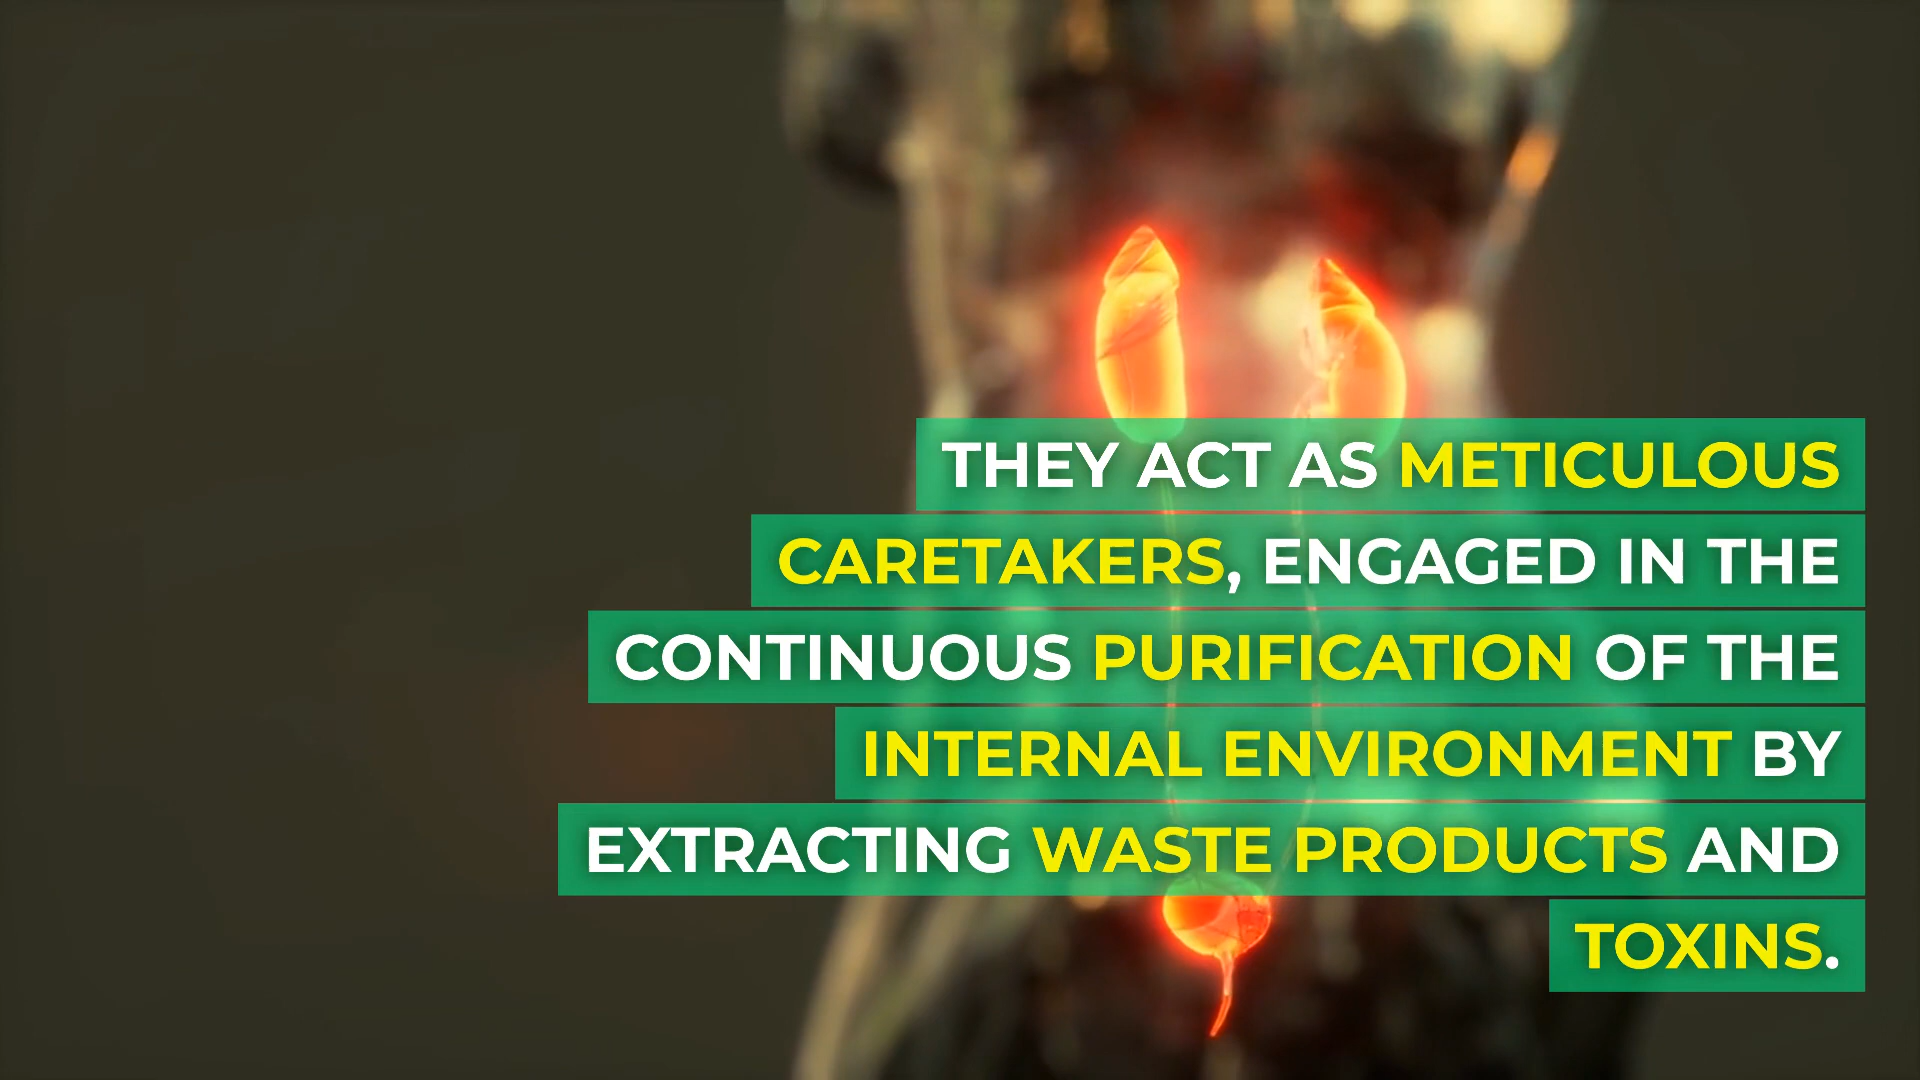 THEY ACT AS METICULOUS
CARETAKERS, ENGAGED IN THE
CONTINUOUS PURIFICATION OF THE
INTERNAL ENVIRONMENT BY
EXTRACTING WASTE PRODUCTS AND
TOXINS.